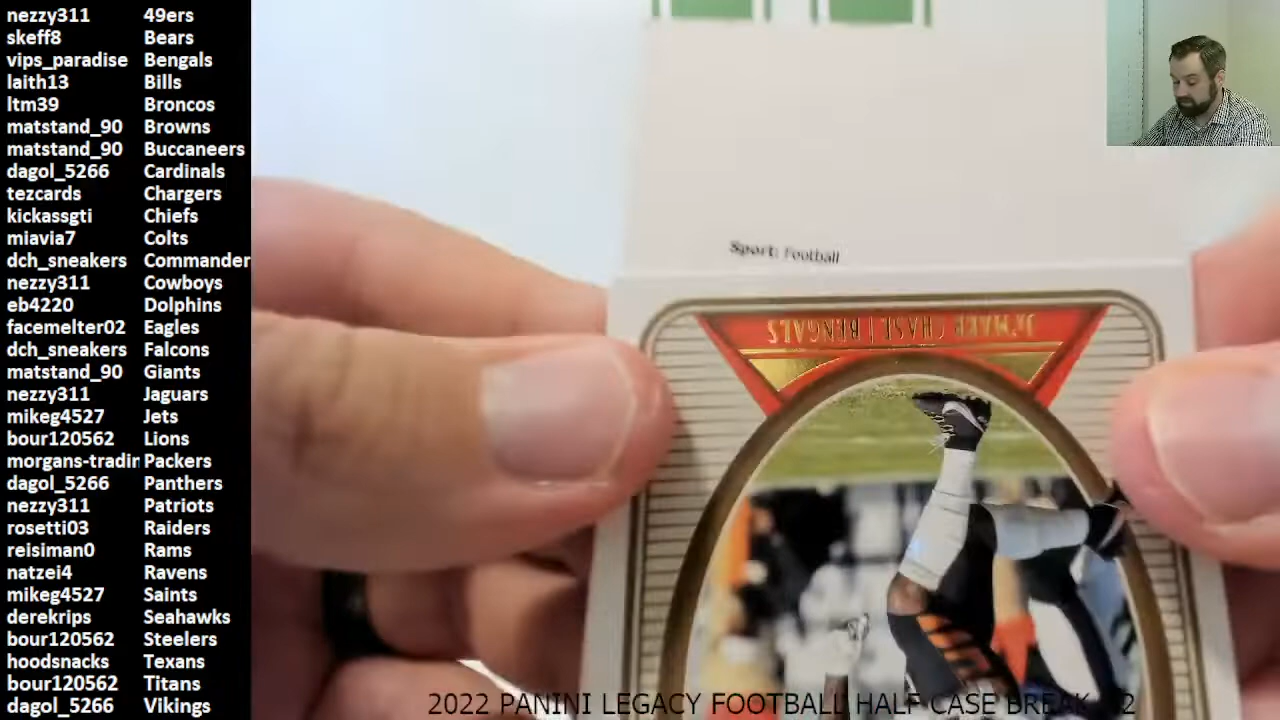 nezzy311 49ers
skeff8 Bears
vips_paradise Bengals
laith13 Bills
ltm39 Broncos
matstand_90 Browns
matstand_90 Buccaneers
dagol_5266 Cardinals
tezcards Chargers
kickassgti Chiefs
miavia7 Colts
dch_sneakers Commander
nezzy311 Cowboys
eb4220 Dolphins
facemelter02 Eagles
dch_sneakers Falcons
matstand_90 Giants
nezzy311 Jaguars
mikeg4527 Jets
bour120562 Lions
morgans-tradin Packers
dagol_5266 Panthers
nezzy311 Patriots
rosetti03 Raiders
reisiman0 Rams
natzei4 Ravens
mikeg4527 Saints
derekrips Seahawks
bour120562 Steelers
hoodsnacks Texans
bour120562 Titans
dagol_5266 Vikings
Sport: Football
Ja'MARR CHASE | BENGALS
2022 PANINI LEGACY FOOTBALL HALF CASE BREAK